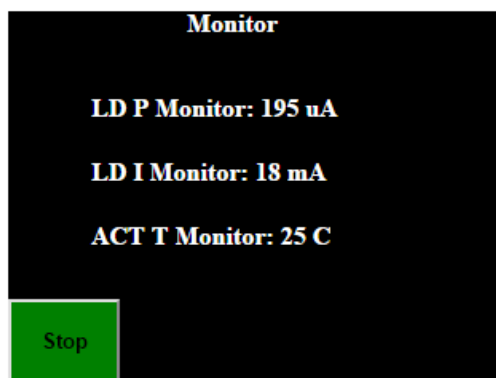 Monitor
LD P Monitor: 195 uA
LD I Monitor: 18 mA
ACT T Monitor: 25 C
Stop